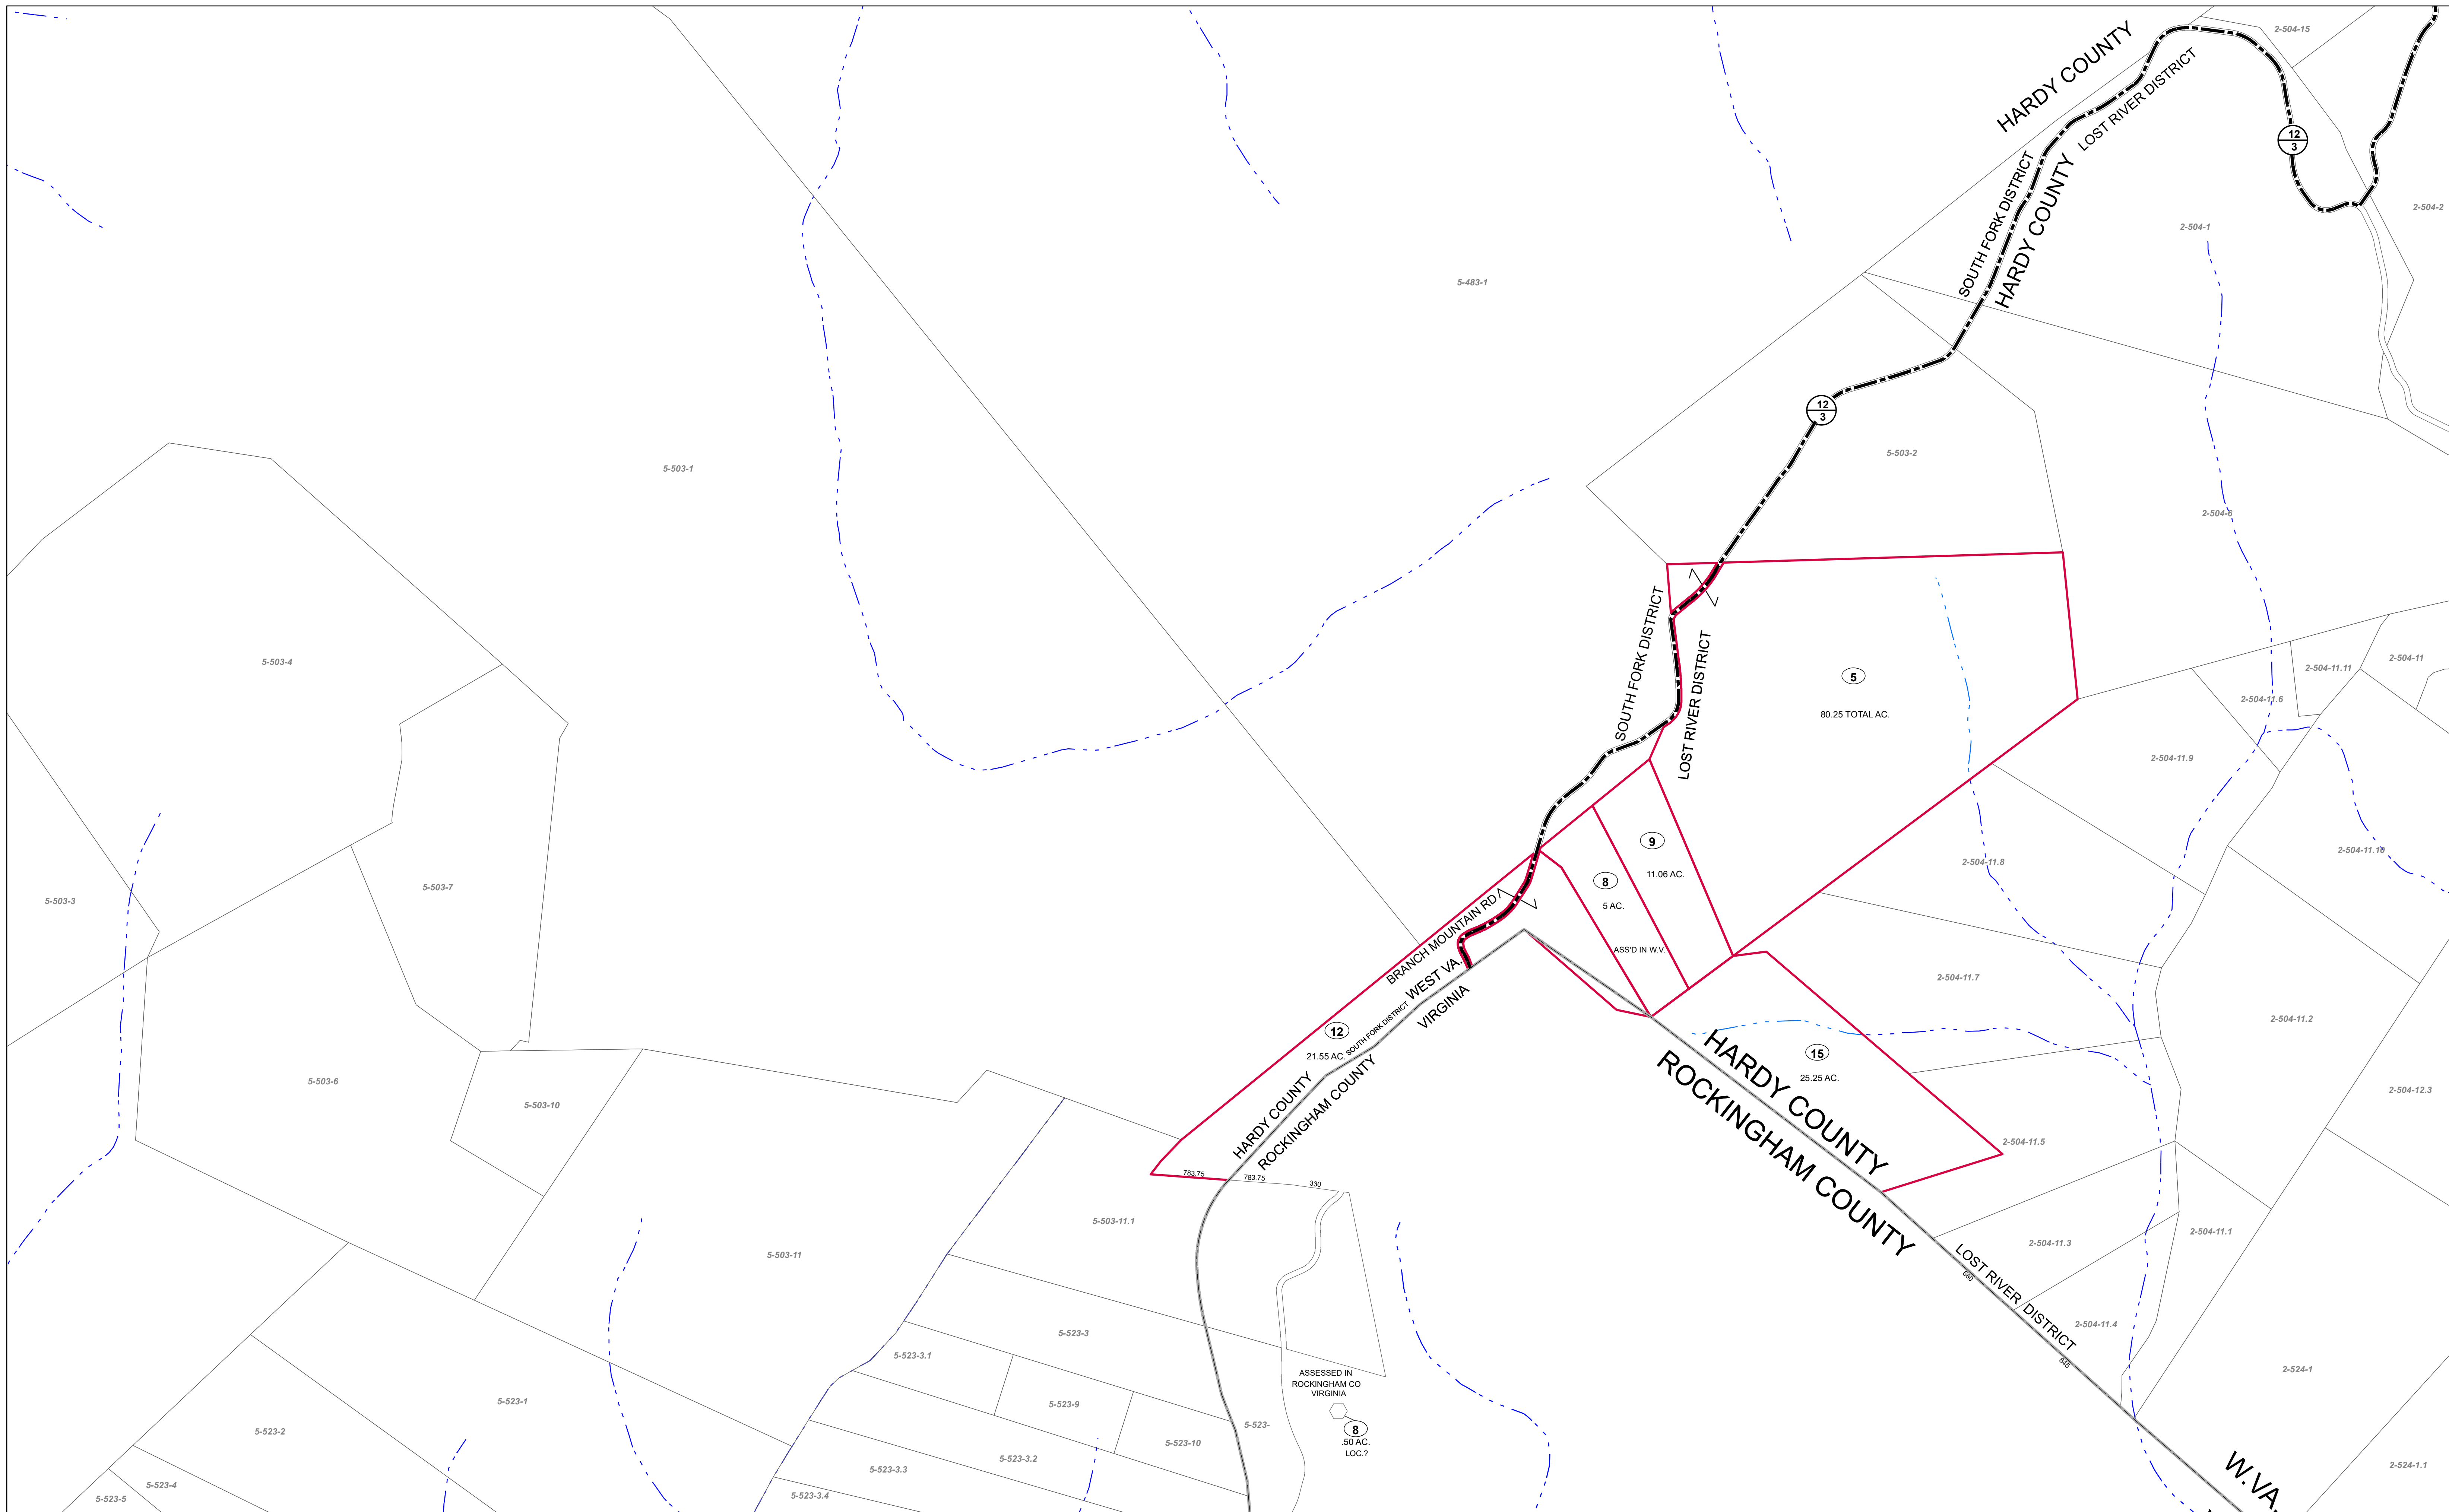 HARDY COUNTY
LOST RIVER DISTRICT
2-504-15
12
3
SOUTH FORK DISTRICT
HARDY COUNTY
2-504-2
2-504-1
5-483-1
12
3
5-503-1
5-503-2
2-504-6
5-503-4
SOUTH FORK DISTRICT
LOST RIVER DISTRICT
5
80.25 TOTAL AC.
2-504-11.11
2-504-11
2-504-11.6
2-504-11.9
9
11.06 AC.
2-504-11.8
2-504-11.10
5-503-3
5-503-7
8
5 AC.
ASS'D IN W.V.
BRANCH MOUNTAIN RD
WEST VA.
VIRGINIA
2-504-11.7
2-504-11.2
12
21.55 AC.
SOUTH FORK DISTRICT
HARDY COUNTY
ROCKINGHAM COUNTY
15
25.25 AC.
HARDY COUNTY
ROCKINGHAM COUNTY
5-503-6
5-503-10
2-504-12.3
2-504-11.5
783.75
783.75
330
5-503-11.1
5-503-11
2-504-11.3
2-504-11.1
LOST RIVER DISTRICT
680
845
2-504-11.4
5-523-3
5-523-3.1
ASSESSED IN
ROCKINGHAM CO
VIRGINIA
8
.50 AC.
LOC.?
2-524-1
5-523-1
5-523-9
5-523-
5-523-2
5-523-10
5-523-3.2
5-523-3.3
2-524-1.1
5-523-4
5-523-5
5-523-3.4
W.VA.